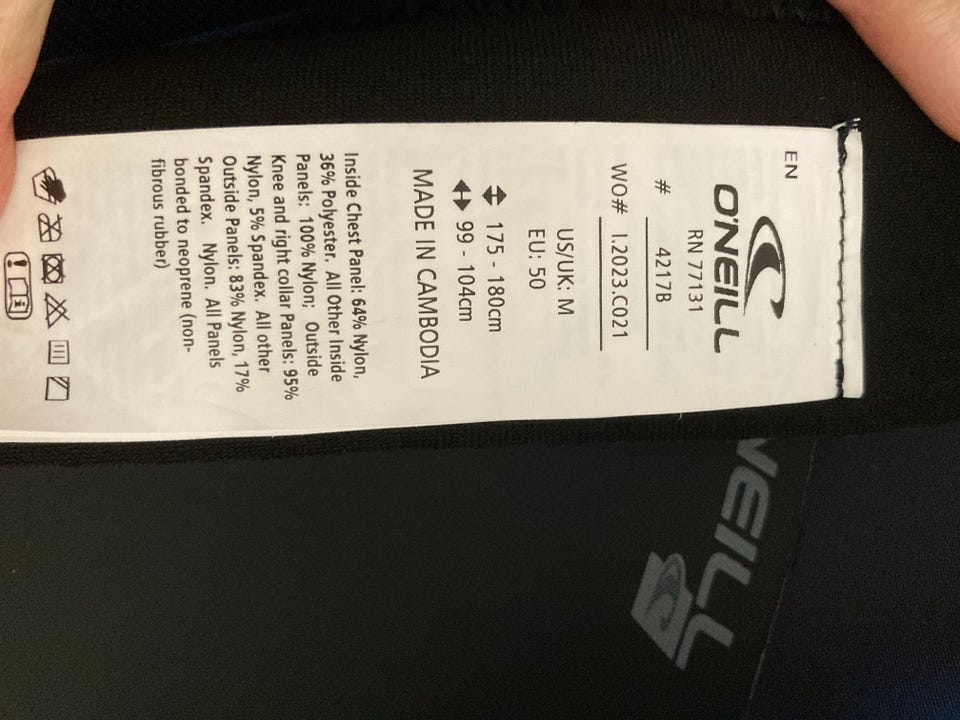 EN
O'NEILL
RN 77131
# 4217B
WO# I.2023.C021
US/UK: M
EU: 50
175 - 180cm
99 - 104cm
MADE IN CAMBODIA
Inside Chest Panel: 64% Nylon,
36% Polyester. All Other Inside
Panels: 100% Nylon; Outside
Knee and right collar Panels: 95%
Nylon, 5% Spandex. All other
Outside Panels: 83% Nylon, 17%
Spandex. Nylon. All Panels
bonded to neoprene (non-
fibrous rubber)
NEILL